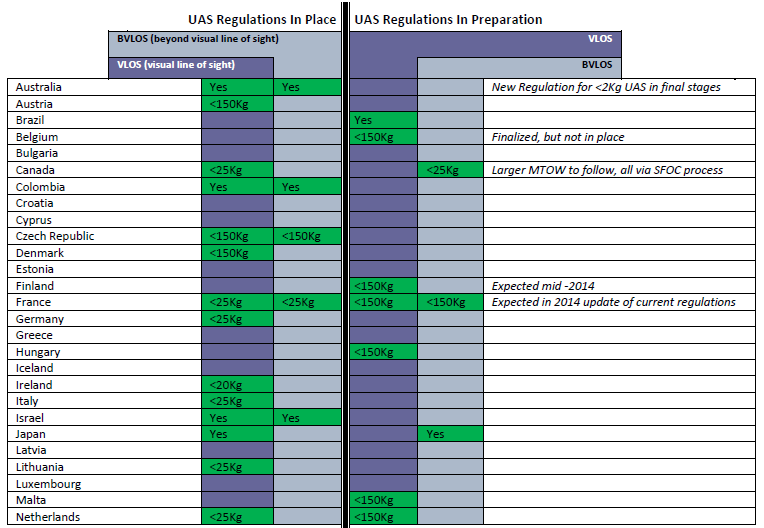 UAS Regulations In Place UAS Regulations In Preparation
BVLOS (beyond visual line of sight) VLOS
VLOS (visual line of sight) BVLOS
Australia Yes Yes New Regulation for <2Kg UAS in final stages
Austria <150Kg
Brazil Yes
Belgium <150Kg Finalized, but not in place
Bulgaria
Canada <25Kg <25Kg Larger MTOW to follow, all via SFOC process
Colombia Yes Yes
Croatia
Cyprus
Czech Republic <150Kg <150Kg
Denmark <150Kg
Estonia
Finland <150Kg Expected mid -2014
France <25Kg <25Kg <150Kg <150Kg Expected in 2014 update of current regulations
Germany <25Kg
Greece
Hungary <150Kg
Iceland
Ireland <20Kg
Italy <25Kg
Israel Yes Yes
Japan Yes Yes
Latvia
Lithuania <25Kg
Luxembourg
Malta <150Kg
Netherlands <25Kg <150Kg